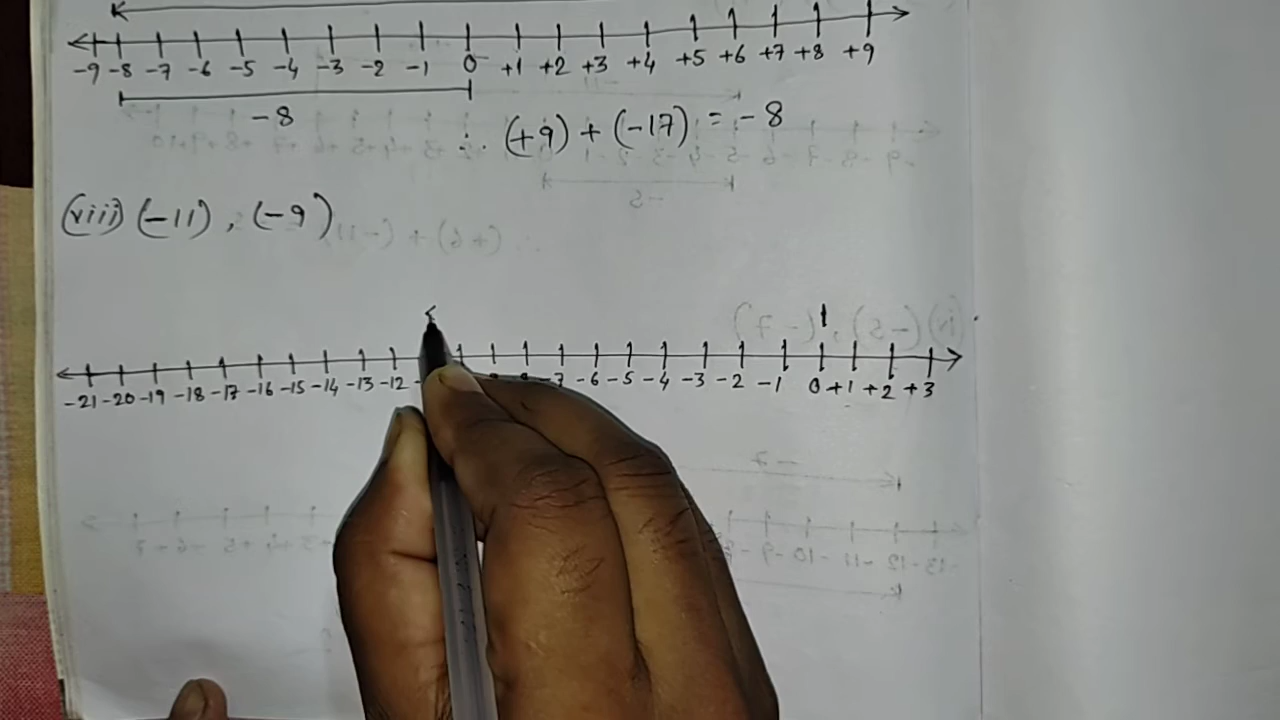 -9 -8 -7 -6 -5 -4 -3 -2 -1 0 +1 +2 +3 +4 +5 +6 +7 +8 +9
-8
∴ (+9) + (-17) = -8
(viii) (-11), (-9)
-21 -20 -19 -18 -17 -16 -15 -14 -13 -12 -7 -6 -5 -4 -3 -2 -1 0 +1 +2 +3